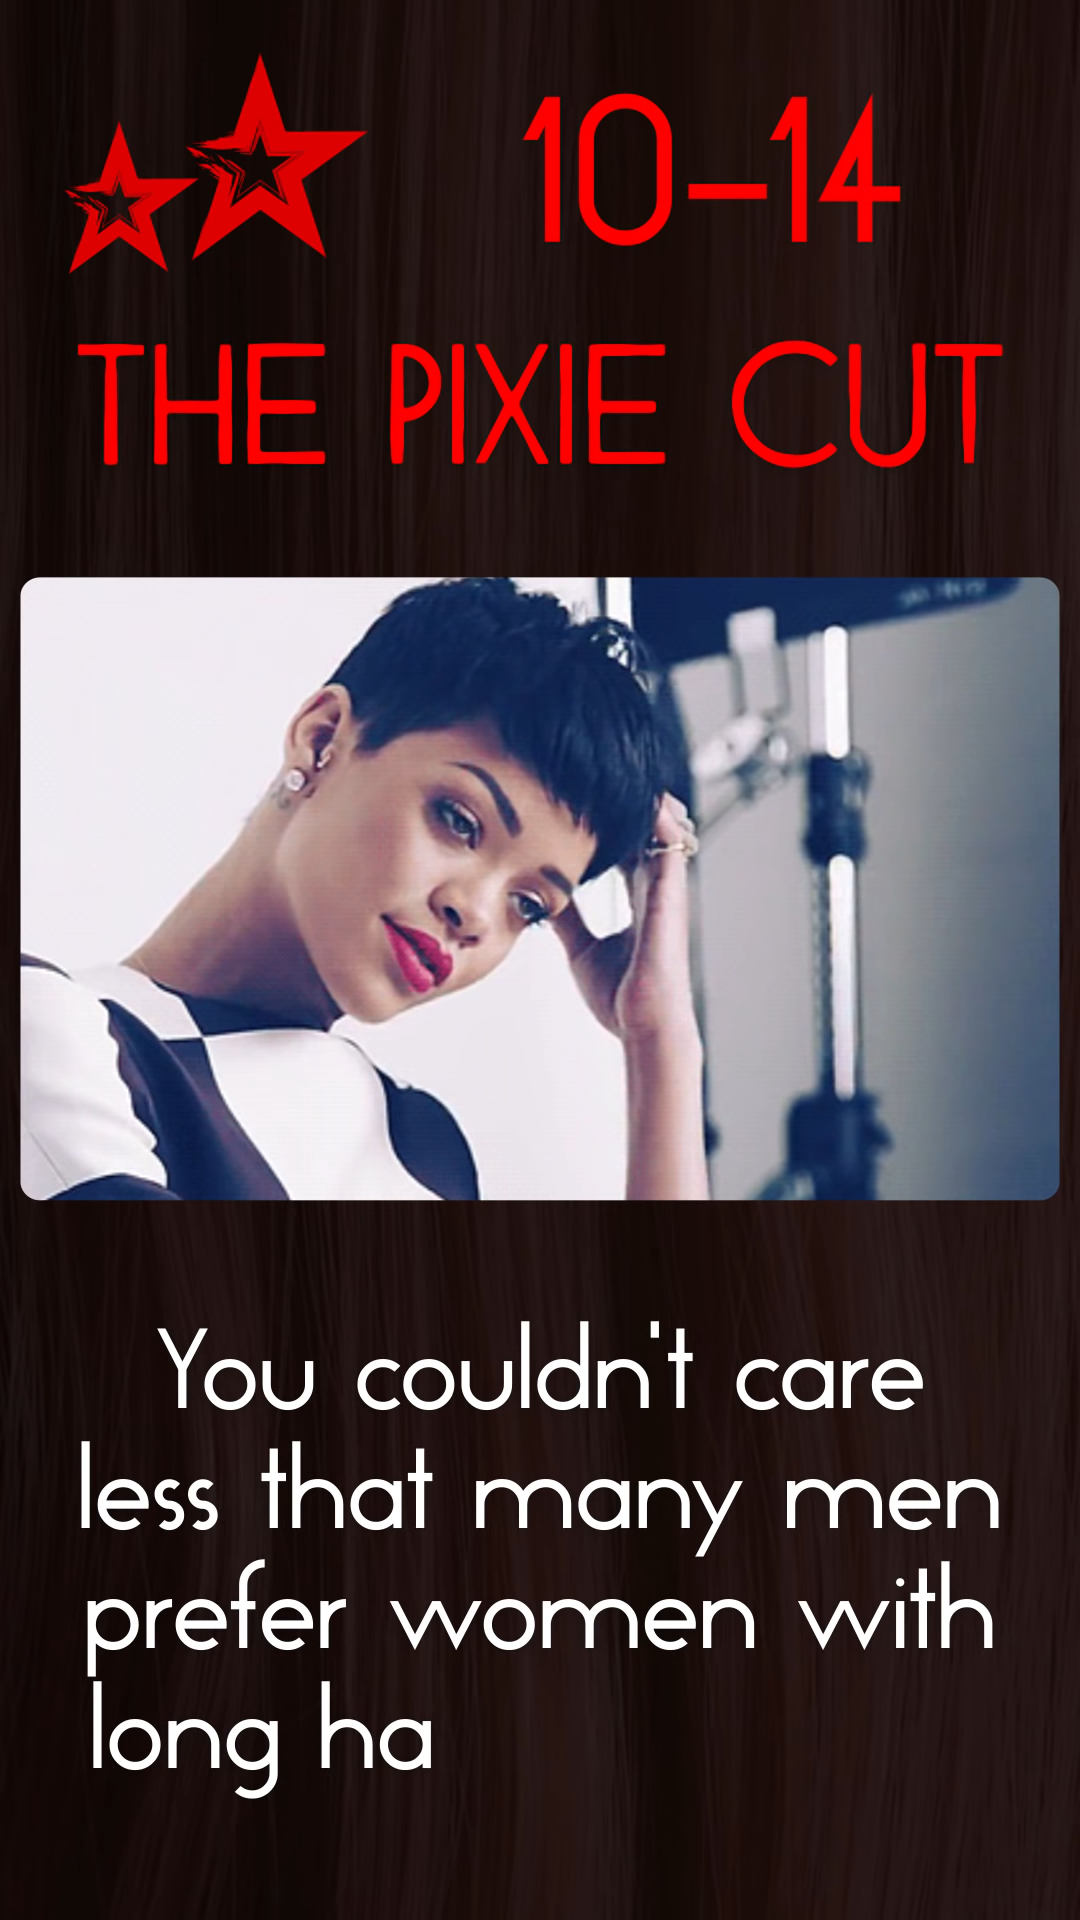 10-14
THE PIXIE CUT
You couldn't care
less that many men
prefer women with
long ha